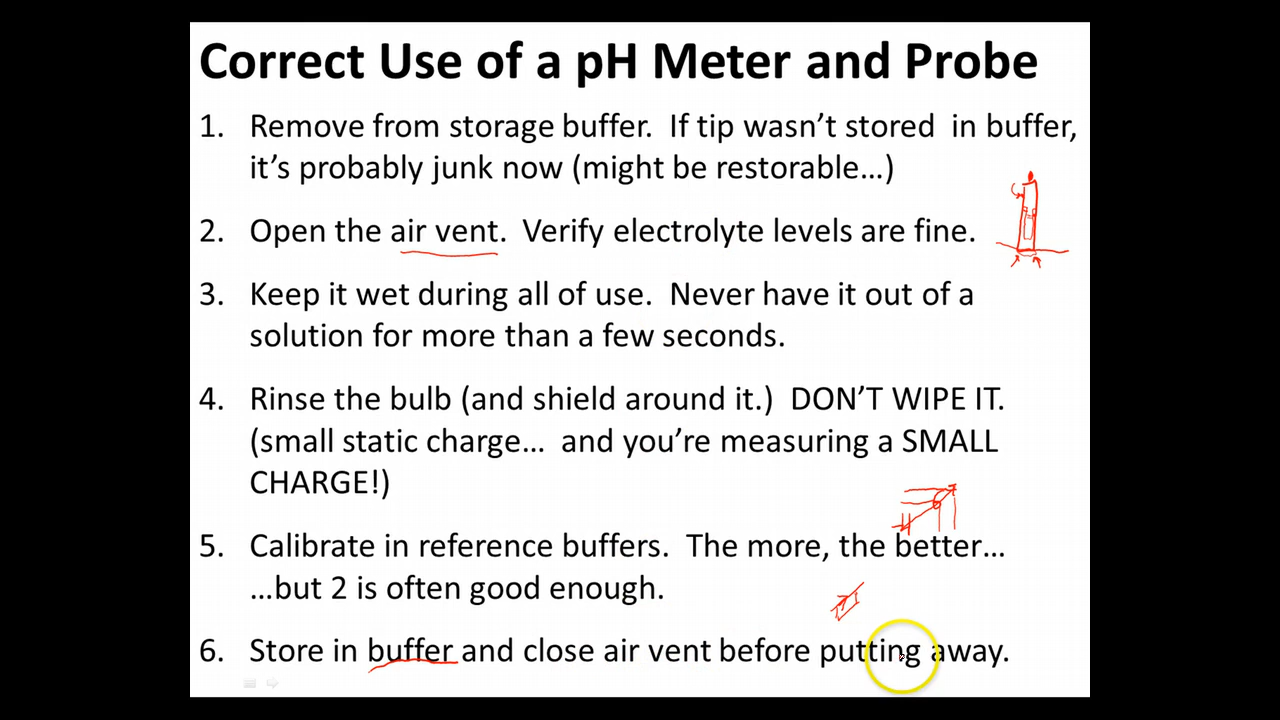 Correct Use of a pH Meter and Probe
1. Remove from storage buffer. If tip wasn’t stored in buffer,
it’s probably junk now (might be restorable…)
2. Open the air vent. Verify electrolyte levels are fine.
3. Keep it wet during all of use. Never have it out of a
solution for more than a few seconds.
4. Rinse the bulb (and shield around it.) DON’T WIPE IT.
(small static charge… and you’re measuring a SMALL
CHARGE!)
5. Calibrate in reference buffers. The more, the better…
…but 2 is often good enough.
6. Store in buffer and close air vent before putting away.